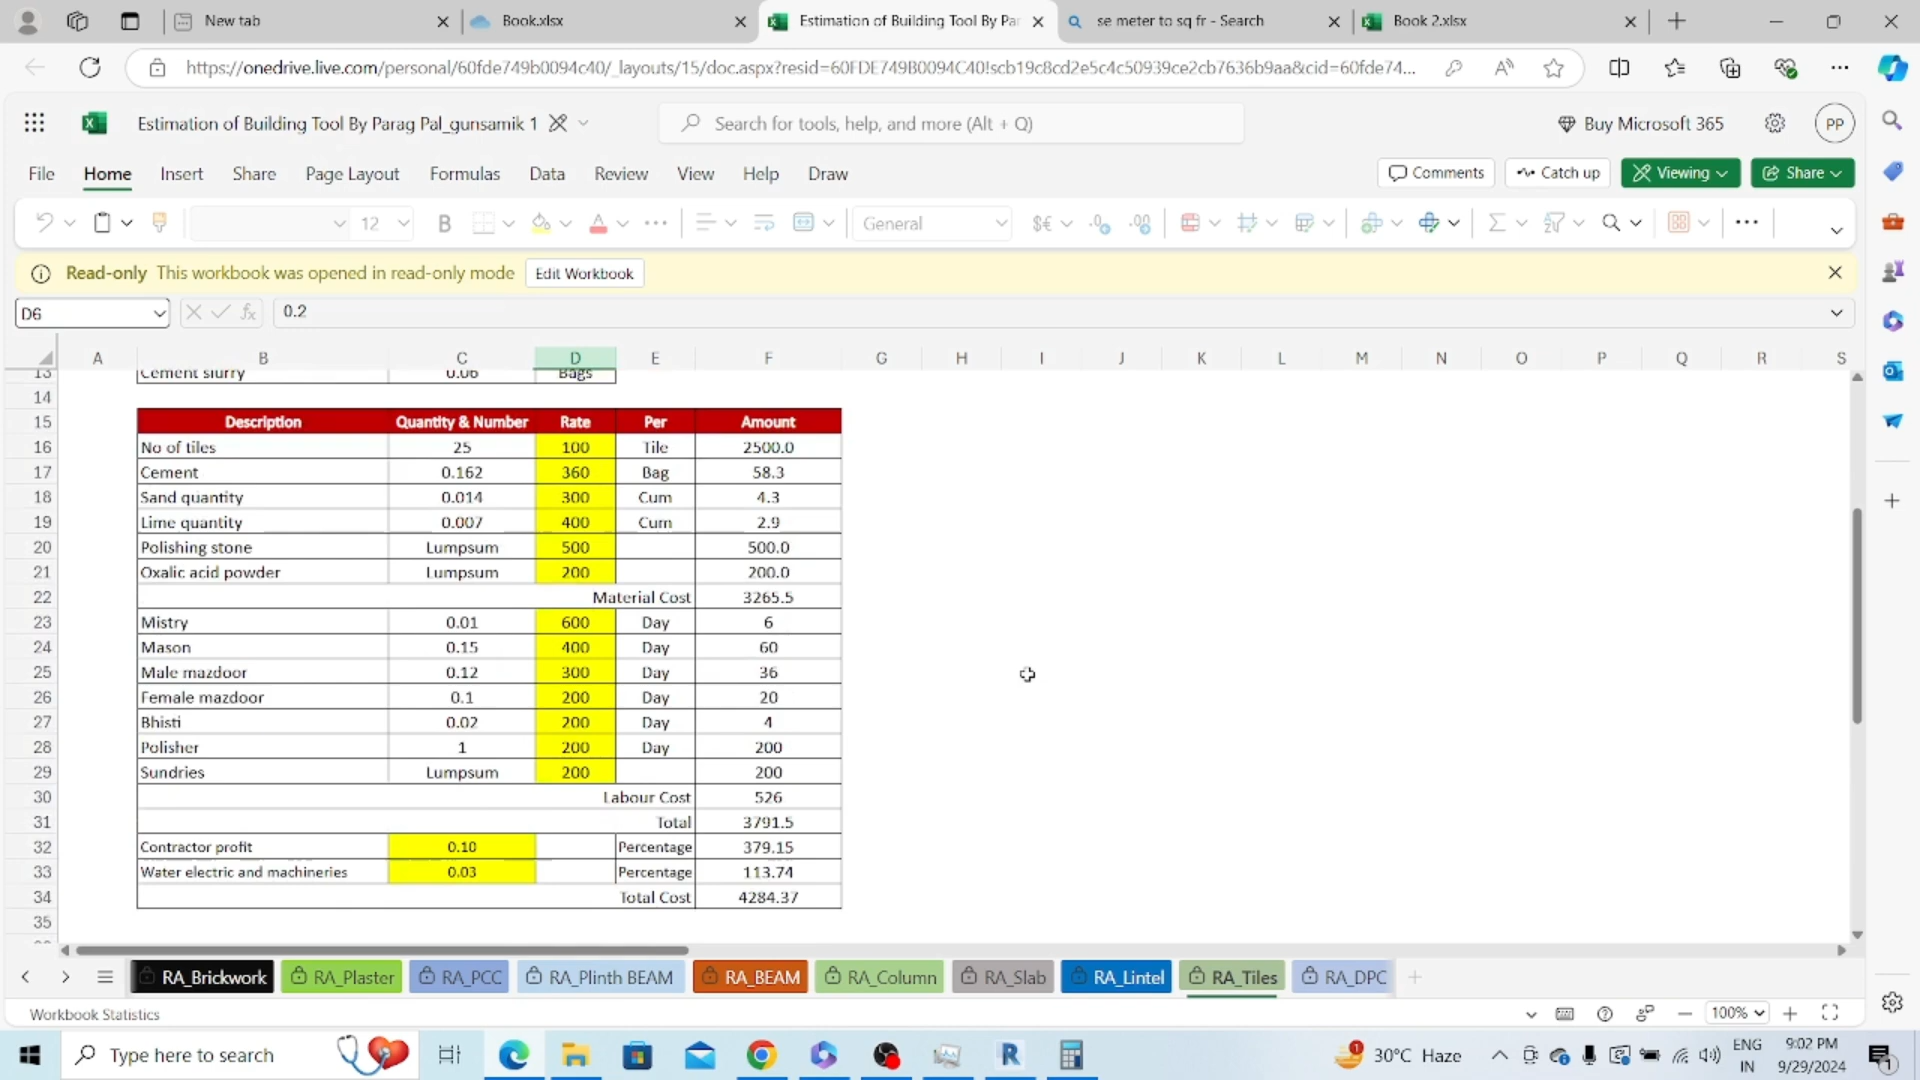 New tab
Book.xlsx
Estimation of Building Tool By Par
se meter to sq fr - Search
Book 2.xlsx
https://onedrive.live.com/personal/60fde749b0094c40/_layouts/15/doc.aspx?resid=60FDE749B0094C40!scb19c8cd2e5c4c50939ce2cb7636b9aa&cid=60fde74...
Estimation of Building Tool By Parag Pal_gunsamik 1
Search for tools, help, and more (Alt + Q)
Buy Microsoft 365
PP
File Home Insert Share Page Layout Formulas Data Review View Help Draw
Comments Catch up Viewing Share
12 B A General $€
Read-only This workbook was opened in read-only mode Edit Workbook
D6 fx 0.2
A B C D E F G H I J K L M N O P Q R S
13 Cement slurry 0.06 Bags
14
15 Description Quantity & Number Rate Per Amount
16 No of tiles 25 100 Tile 2500.0
17 Cement 0.162 360 Bag 58.3
18 Sand quantity 0.014 300 Cum 4.3
19 Lime quantity 0.007 400 Cum 2.9
20 Polishing stone Lumpsum 500 500.0
21 Oxalic acid powder Lumpsum 200 200.0
22 Material Cost 3265.5
23 Mistry 0.01 600 Day 6
24 Mason 0.15 400 Day 60
25 Male mazdoor 0.12 300 Day 36
26 Female mazdoor 0.1 200 Day 20
27 Bhisti 0.02 200 Day 4
28 Polisher 1 200 Day 200
29 Sundries Lumpsum 200 200
30 Labour Cost 526
31 Total 3791.5
32 Contractor profit 0.10 Percentage 379.15
33 Water electric and machineries 0.03 Percentage 113.74
34 Total Cost 4284.37
35
RA_Brickwork RA_Plaster RA_PCC RA_Plinth BEAM RA_BEAM RA_Column RA_Slab RA_Lintel RA_Tiles RA_DPC
Workbook Statistics
100%
Type here to search
30°C Haze
ENG
IN
9:02 PM
9/29/2024